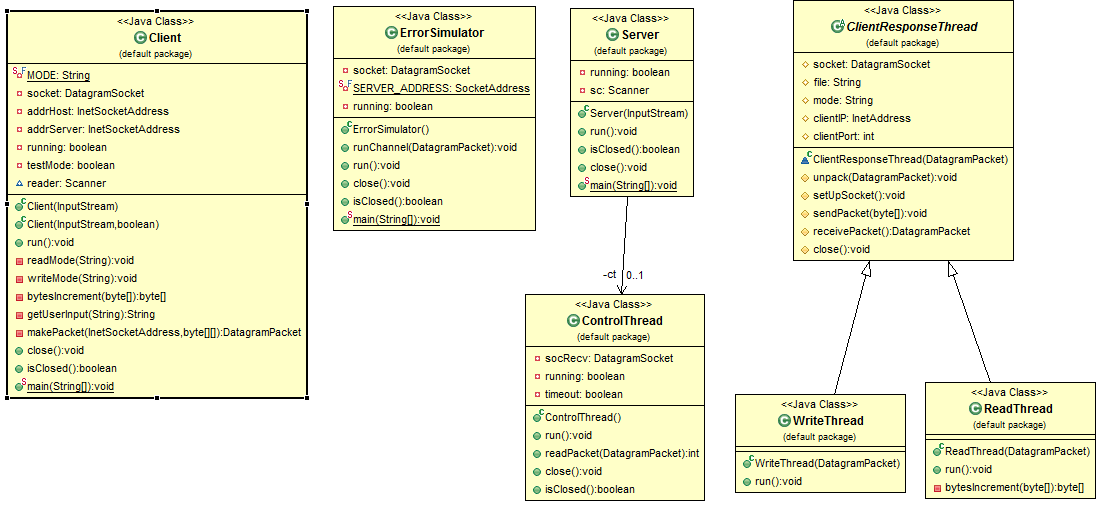 <<Java Class>>
Client
(default package)
MODE: String
socket: DatagramSocket
addrHost: InetSocketAddress
addrServer: InetSocketAddress
running: boolean
testMode: boolean
reader: Scanner
Client(InputStream)
Client(InputStream,boolean)
run():void
readMode(String):void
writeMode(String):void
bytesIncrement(byte[]):byte[]
getUserInput(String):String
makePacket(InetSocketAddress,byte[][]):DatagramPacket
close():void
isClosed():boolean
main(String[]):void
<<Java Class>>
ErrorSimulator
(default package)
socket: DatagramSocket
SERVER_ADDRESS: SocketAddress
running: boolean
ErrorSimulator()
runChannel(DatagramPacket):void
run():void
close():void
isClosed():boolean
main(String[]):void
<<Java Class>>
Server
(default package)
running: boolean
sc: Scanner
Server(InputStream)
run():void
isClosed():boolean
close():void
main(String[]):void
-ct 0..1
<<Java Class>>
ControlThread
(default package)
socRecv: DatagramSocket
running: boolean
timeout: boolean
ControlThread()
run():void
readPacket(DatagramPacket):int
close():void
isClosed():boolean
<<Java Class>>
ClientResponseThread
(default package)
socket: DatagramSocket
file: String
mode: String
clientIP: InetAddress
clientPort: int
ClientResponseThread(DatagramPacket)
unpack(DatagramPacket):void
setUpSocket():void
sendPacket(byte[]):void
receivePacket():DatagramPacket
close():void
<<Java Class>>
WriteThread
(default package)
WriteThread(DatagramPacket)
run():void
<<Java Class>>
ReadThread
(default package)
ReadThread(DatagramPacket)
run():void
bytesIncrement(byte[]):byte[]